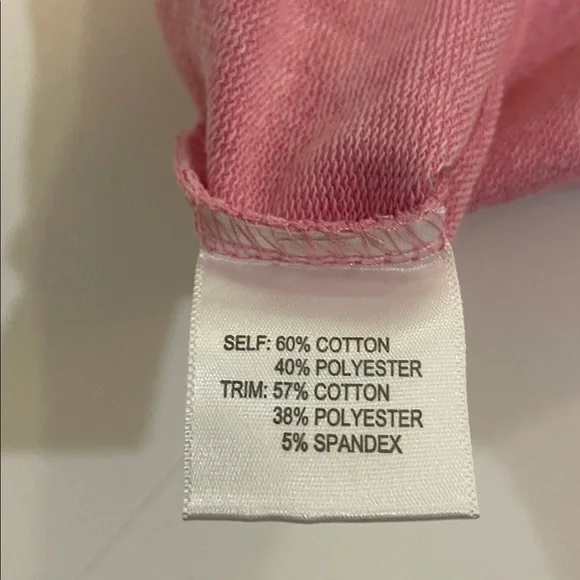 SELF: 60% COTTON
40% POLYESTER
TRIM: 57% COTTON
38% POLYESTER
5% SPANDEX